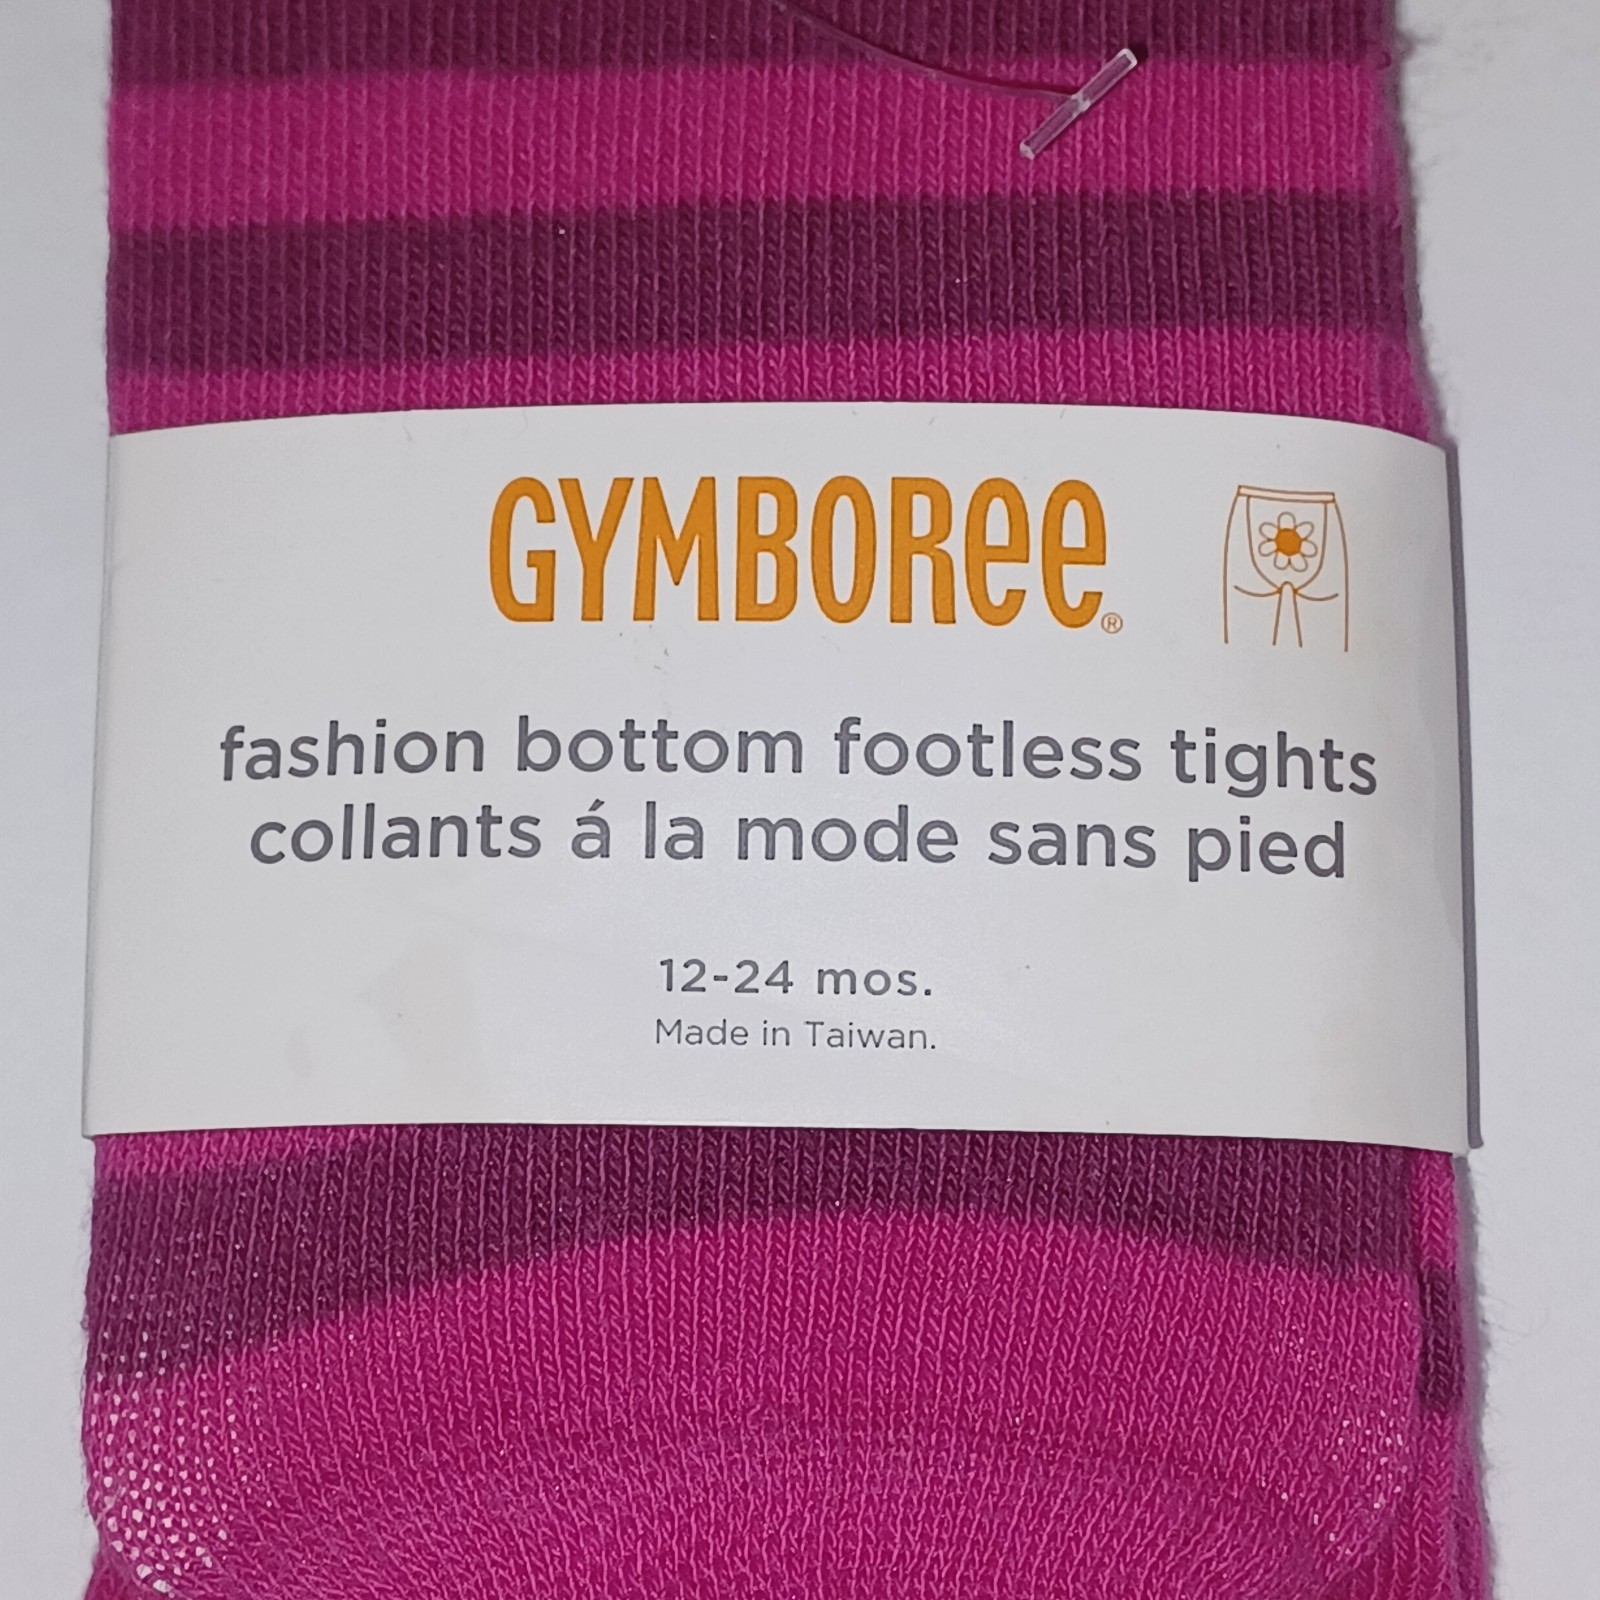 GYMBOREE®
fashion bottom footless tights
collants á la mode sans pied
12-24 mos.
Made in Taiwan.